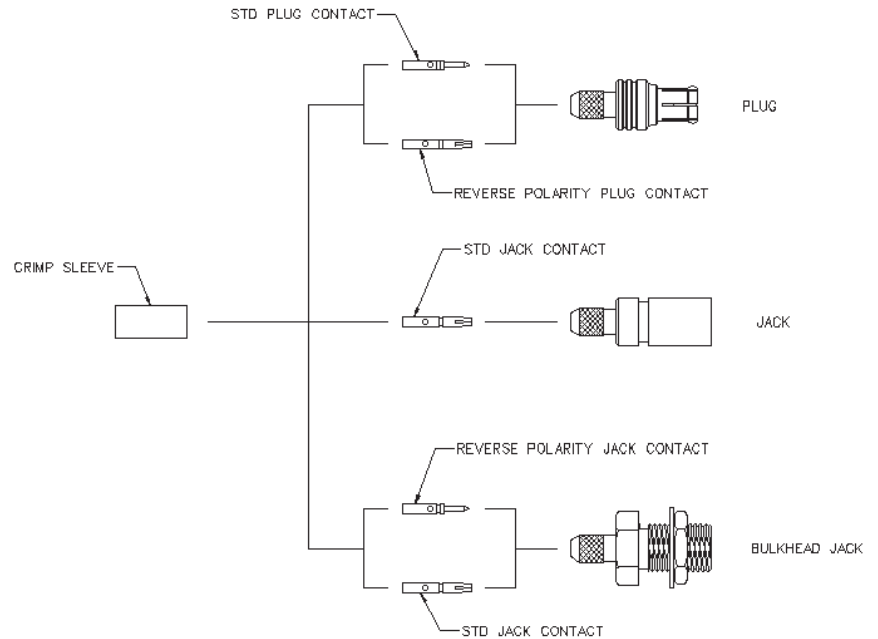 STD PLUG CONTACT
PLUG
REVERSE POLARITY PLUG CONTACT
STD JACK CONTACT
CRIMP SLEEVE
JACK
REVERSE POLARITY JACK CONTACT
BULKHEAD JACK
STD JACK CONTACT